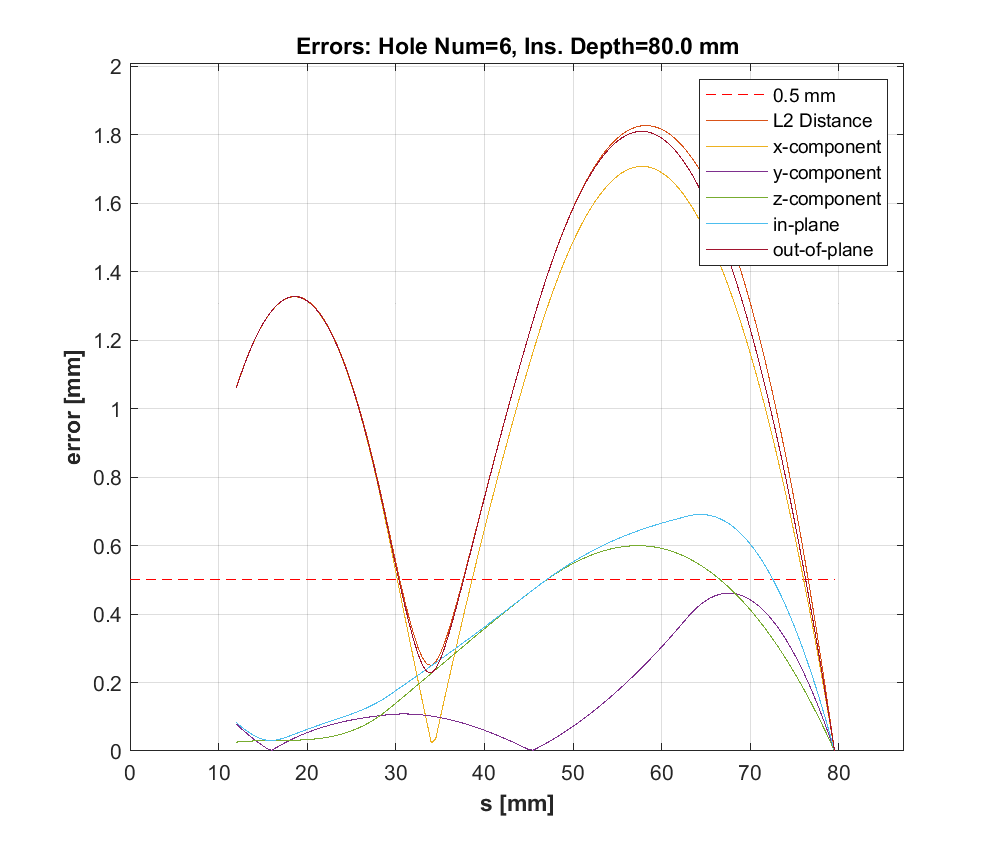 Errors: Hole Num=6, Ins. Depth=80.0 mm
2
1.8
1.6
1.4
1.2
1
0.8
0.6
0.4
0.2
0
error [mm]
0.5 mm
L2 Distance
x-component
y-component
z-component
in-plane
out-of-plane
0 10 20 30 40 50 60 70 80
s [mm]